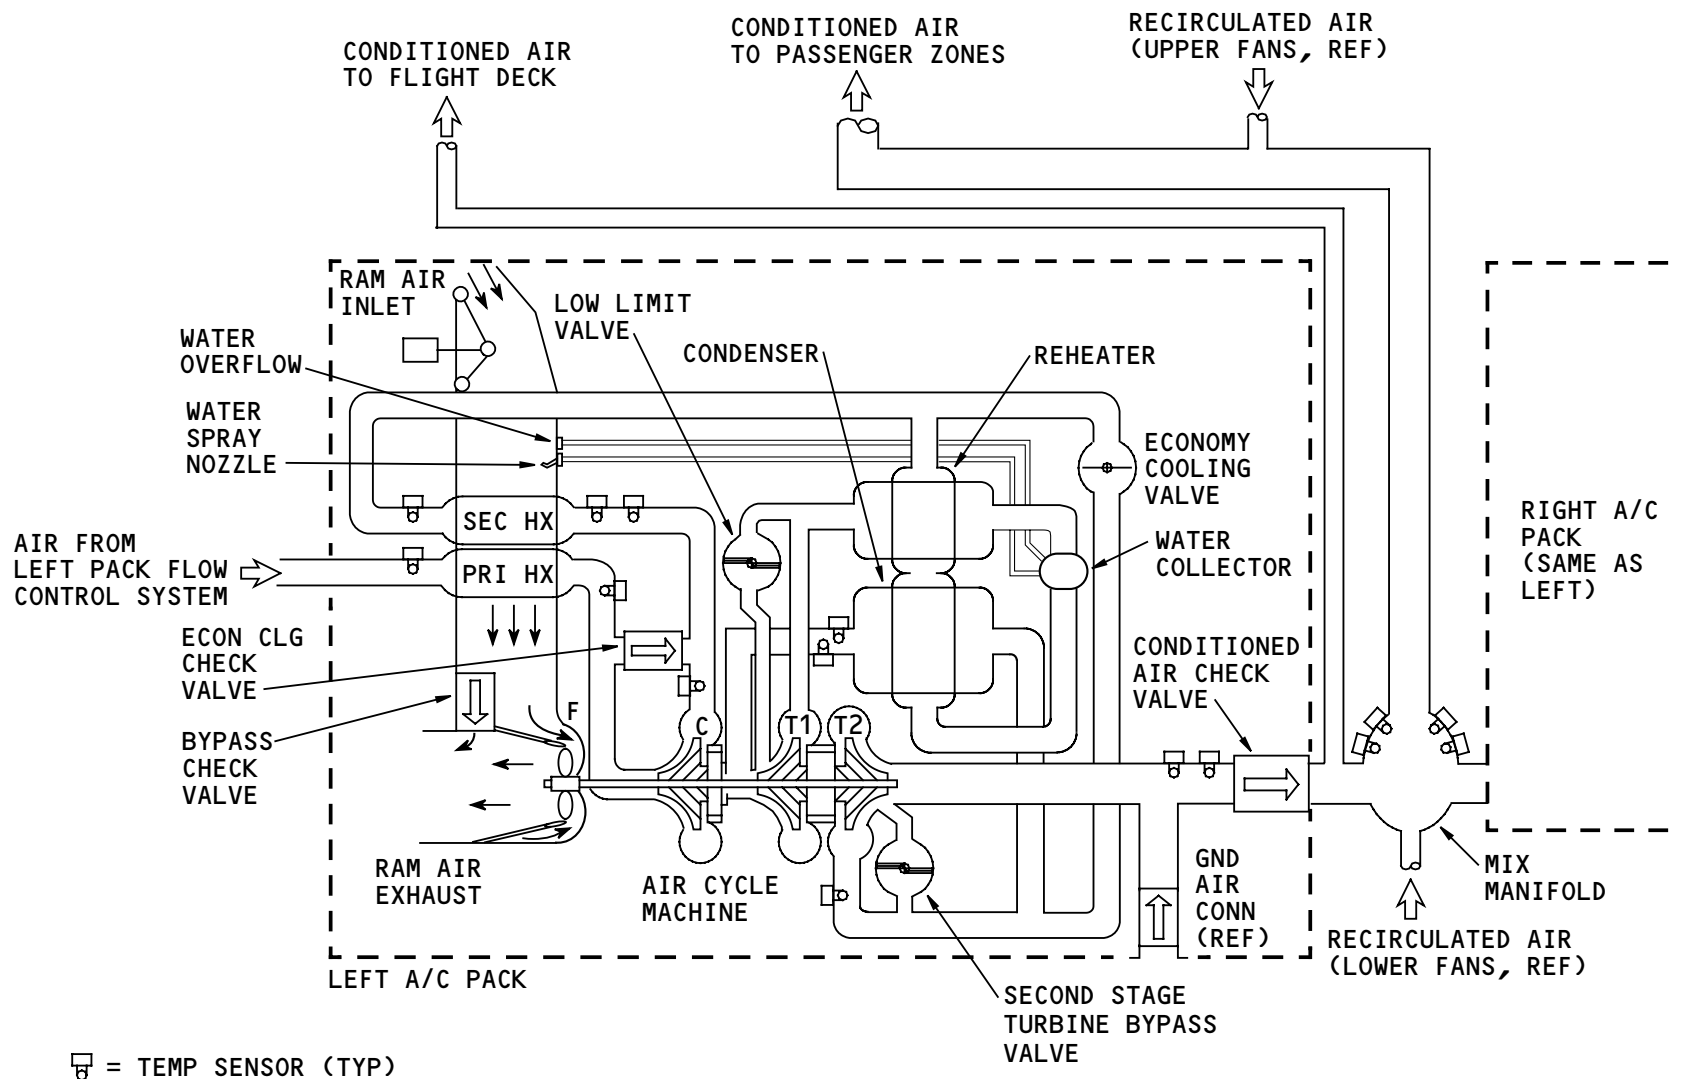 CONDITIONED AIR
TO FLIGHT DECK
CONDITIONED AIR
TO PASSENGER ZONES
RECIRCULATED AIR
(UPPER FANS, REF)
RAM AIR
INLET
LOW LIMIT
VALVE
WATER
OVERFLOW
CONDENSER
REHEATER
WATER
SPRAY
NOZZLE
ECONOMY
COOLING
VALVE
SEC HX
PRI HX
AIR FROM
LEFT PACK FLOW
CONTROL SYSTEM
WATER
COLLECTOR
RIGHT A/C
PACK
(SAME AS
LEFT)
ECON CLG
CHECK
VALVE
CONDITIONED
AIR CHECK
VALVE
F
C
T1
T2
BYPASS
CHECK
VALVE
RAM AIR
EXHAUST
AIR CYCLE
MACHINE
GND
AIR
CONN
(REF)
MIX
MANIFOLD
RECIRCULATED AIR
(LOWER FANS, REF)
LEFT A/C PACK
SECOND STAGE
TURBINE BYPASS
VALVE
= TEMP SENSOR (TYP)